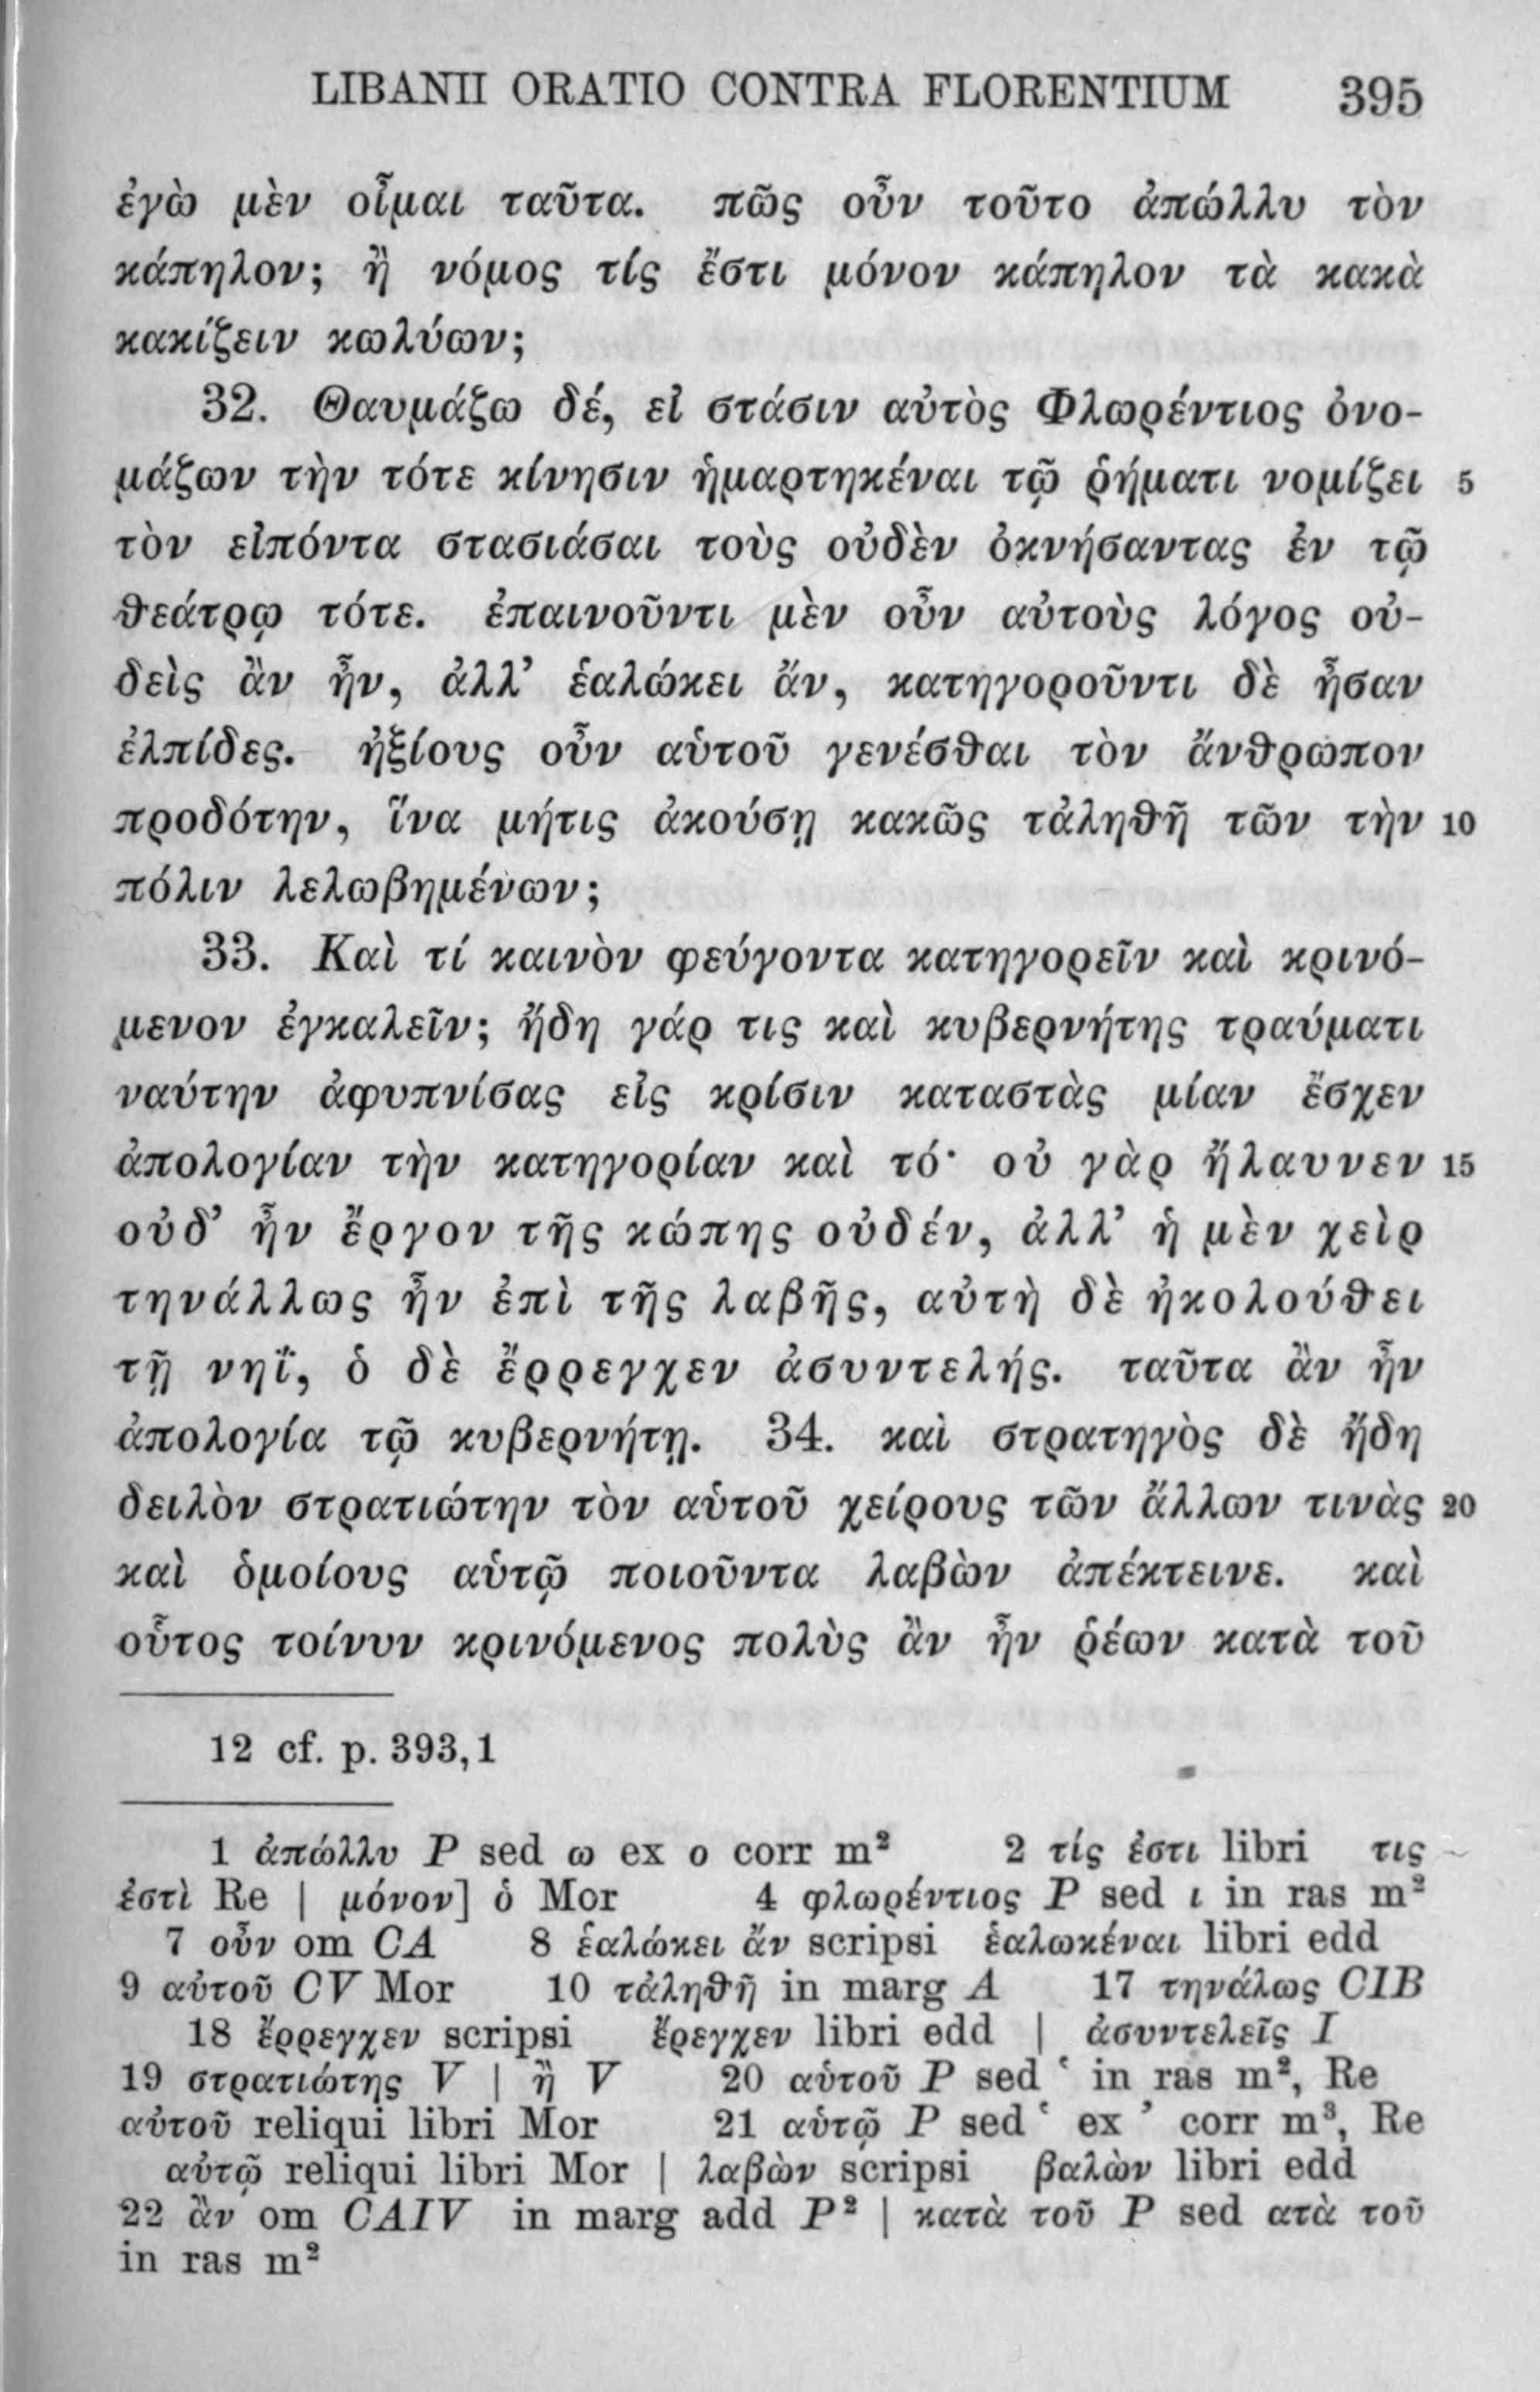 LIBANII ORATIO CONTRA FLORENTIUM 395
ἐγὼ μὲν οἶμαι ταῦτα. πῶς οὖν τοῦτο ἀπώλλυ τὸν
κάπηλον; ἢ νόμος τίς ἔστι μόνον κάπηλον τὰ κακὰ
κακίζειν κωλύων;
32. Θαυμάζω δέ, εἰ στάσιν αὐτὸς Φλωρέντιος ὀνο-
μάζων τὴν τότε κίνησιν ἡμαρτηκέναι τῷ ῥήματι νομίζει 5
τὸν εἰπόντα στασιάσαι τοὺς οὐδὲν ὀκνήσαντας ἐν τῷ
θεάτρῳ τότε. ἐπαινοῦντι μὲν οὖν αὐτοὺς λόγος οὐ-
δεὶς ἂν ἦν, ἀλλ’ ἑαλώκει ἄν, κατηγοροῦντι δὲ ἦσαν
ἐλπίδες. ἠξίους οὖν αὑτοῦ γενέσθαι τὸν ἄνθρωπον
προδότην, ἵνα μήτις ἀκούσῃ κακῶς τἀληθῆ τῶν τὴν 10
πόλιν λελωβημένων;
33. Καὶ τί καινὸν φεύγοντα κατηγορεῖν καὶ κρινό-
μενον ἐγκαλεῖν; ἤδη γάρ τις καὶ κυβερνήτης τραύματι
ναύτην ἀφυπνίσας εἰς κρίσιν καταστὰς μίαν ἔσχεν
ἀπολογίαν τὴν κατηγορίαν καὶ τό· οὐ γὰρ ἤλαυνεν 15
οὐδ’ ἦν ἔργον τῆς κώπης οὐδέν, ἀλλ’ ἡ μὲν χεὶρ
τηνάλλως ἦν ἐπὶ τῆς λαβῆς, αὐτὴ δὲ ἠκολούθει
τῇ νηΐ, ὁ δὲ ἔρρεγχεν ἀσυντελής. ταῦτα ἂν ἦν
ἀπολογία τῷ κυβερνήτῃ. 34. καὶ στρατηγὸς δὲ ἤδη
δειλὸν στρατιώτην τὸν αὑτοῦ χείρους τῶν ἄλλων τινὰς 20
καὶ ὁμοίους αὑτῷ ποιοῦντα λαβὼν ἀπέκτεινε. καὶ
οὗτος τοίνυν κρινόμενος πολὺς ἂν ἦν ῥέων κατὰ τοῦ
12 cf. p. 393,1
1 ἀπώλλυ P sed ω ex ο corr m² 2 τίς ἐστι libri τις
ἐστὶ Re | μόνον] ὁ Mor 4 φλωρέντιος P sed ι in ras m²
7 οὖν om CA 8 ἑαλώκει ἄν scripsi ἑαλωκέναι libri edd
9 αὐτοῦ CV Mor 10 τἀληθῆ in marg A 17 τηνάλως CIB
18 ἔρρεγχεν scripsi ἔρεγχεν libri edd | ἀσυντελεῖς I
19 στρατιώτης V | ἢ V 20 αὑτοῦ P sed ʽ in ras m², Re
αὐτοῦ reliqui libri Mor 21 αὑτῷ P sed ʽ ex ʼ corr m³, Re
αὐτῷ reliqui libri Mor | λαβὼν scripsi βαλὼν libri edd
22 ἂν om CAIV in marg add P² | κατὰ τοῦ P sed ατὰ τοῦ
in ras m²